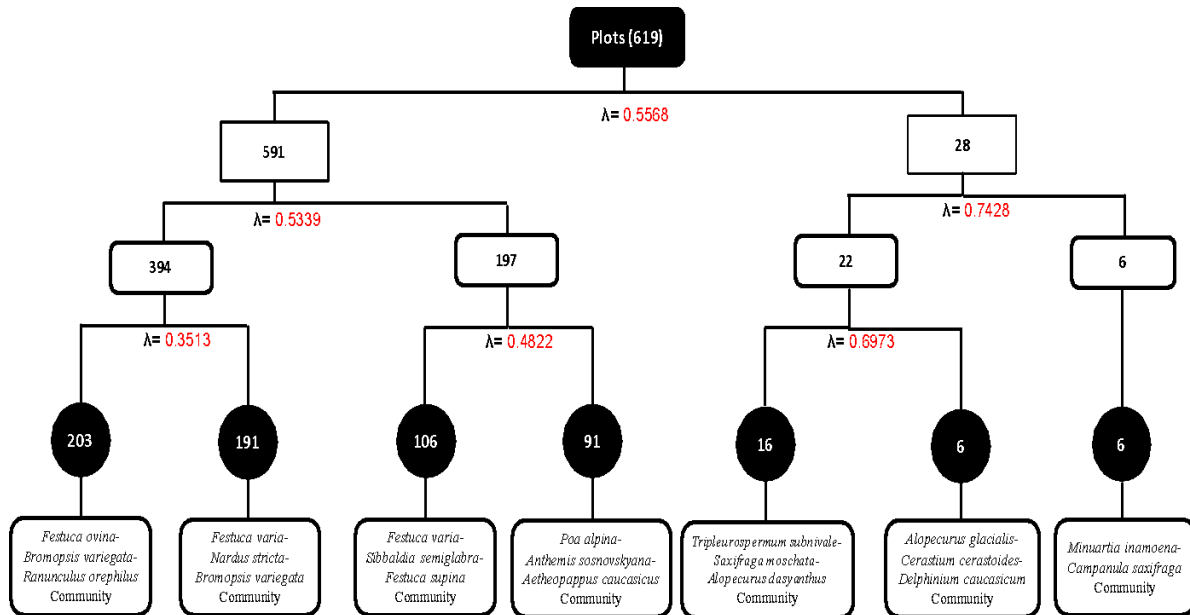 Plots (619)
λ= 0.5568
591
28
λ= 0.5339
λ= 0.7428
394
197
22
6
λ= 0.3513
λ= 0.4822
λ= 0.6973
203
191
106
91
16
6
6
Festuca ovina-
Bromopsis variegata-
Ranunculus orephilus
Community
Festuca varia-
Nardus stricta-
Bromopsis variegata
Community
Festuca varia-
Sibbaldia semiglabra-
Festuca supina
Community
Poa alpina-
Anthemis sosnovskyana-
Aetheopappus caucasicus
Community
Tripleurospermum subnivale-
Saxifraga moschata-
Alopecurus dasyanthus
Community
Alopecurus glacialis-
Cerastium cerastoides-
Delphinium caucasicum
Community
Minuartia inamoena-
Campanula saxifraga
Community